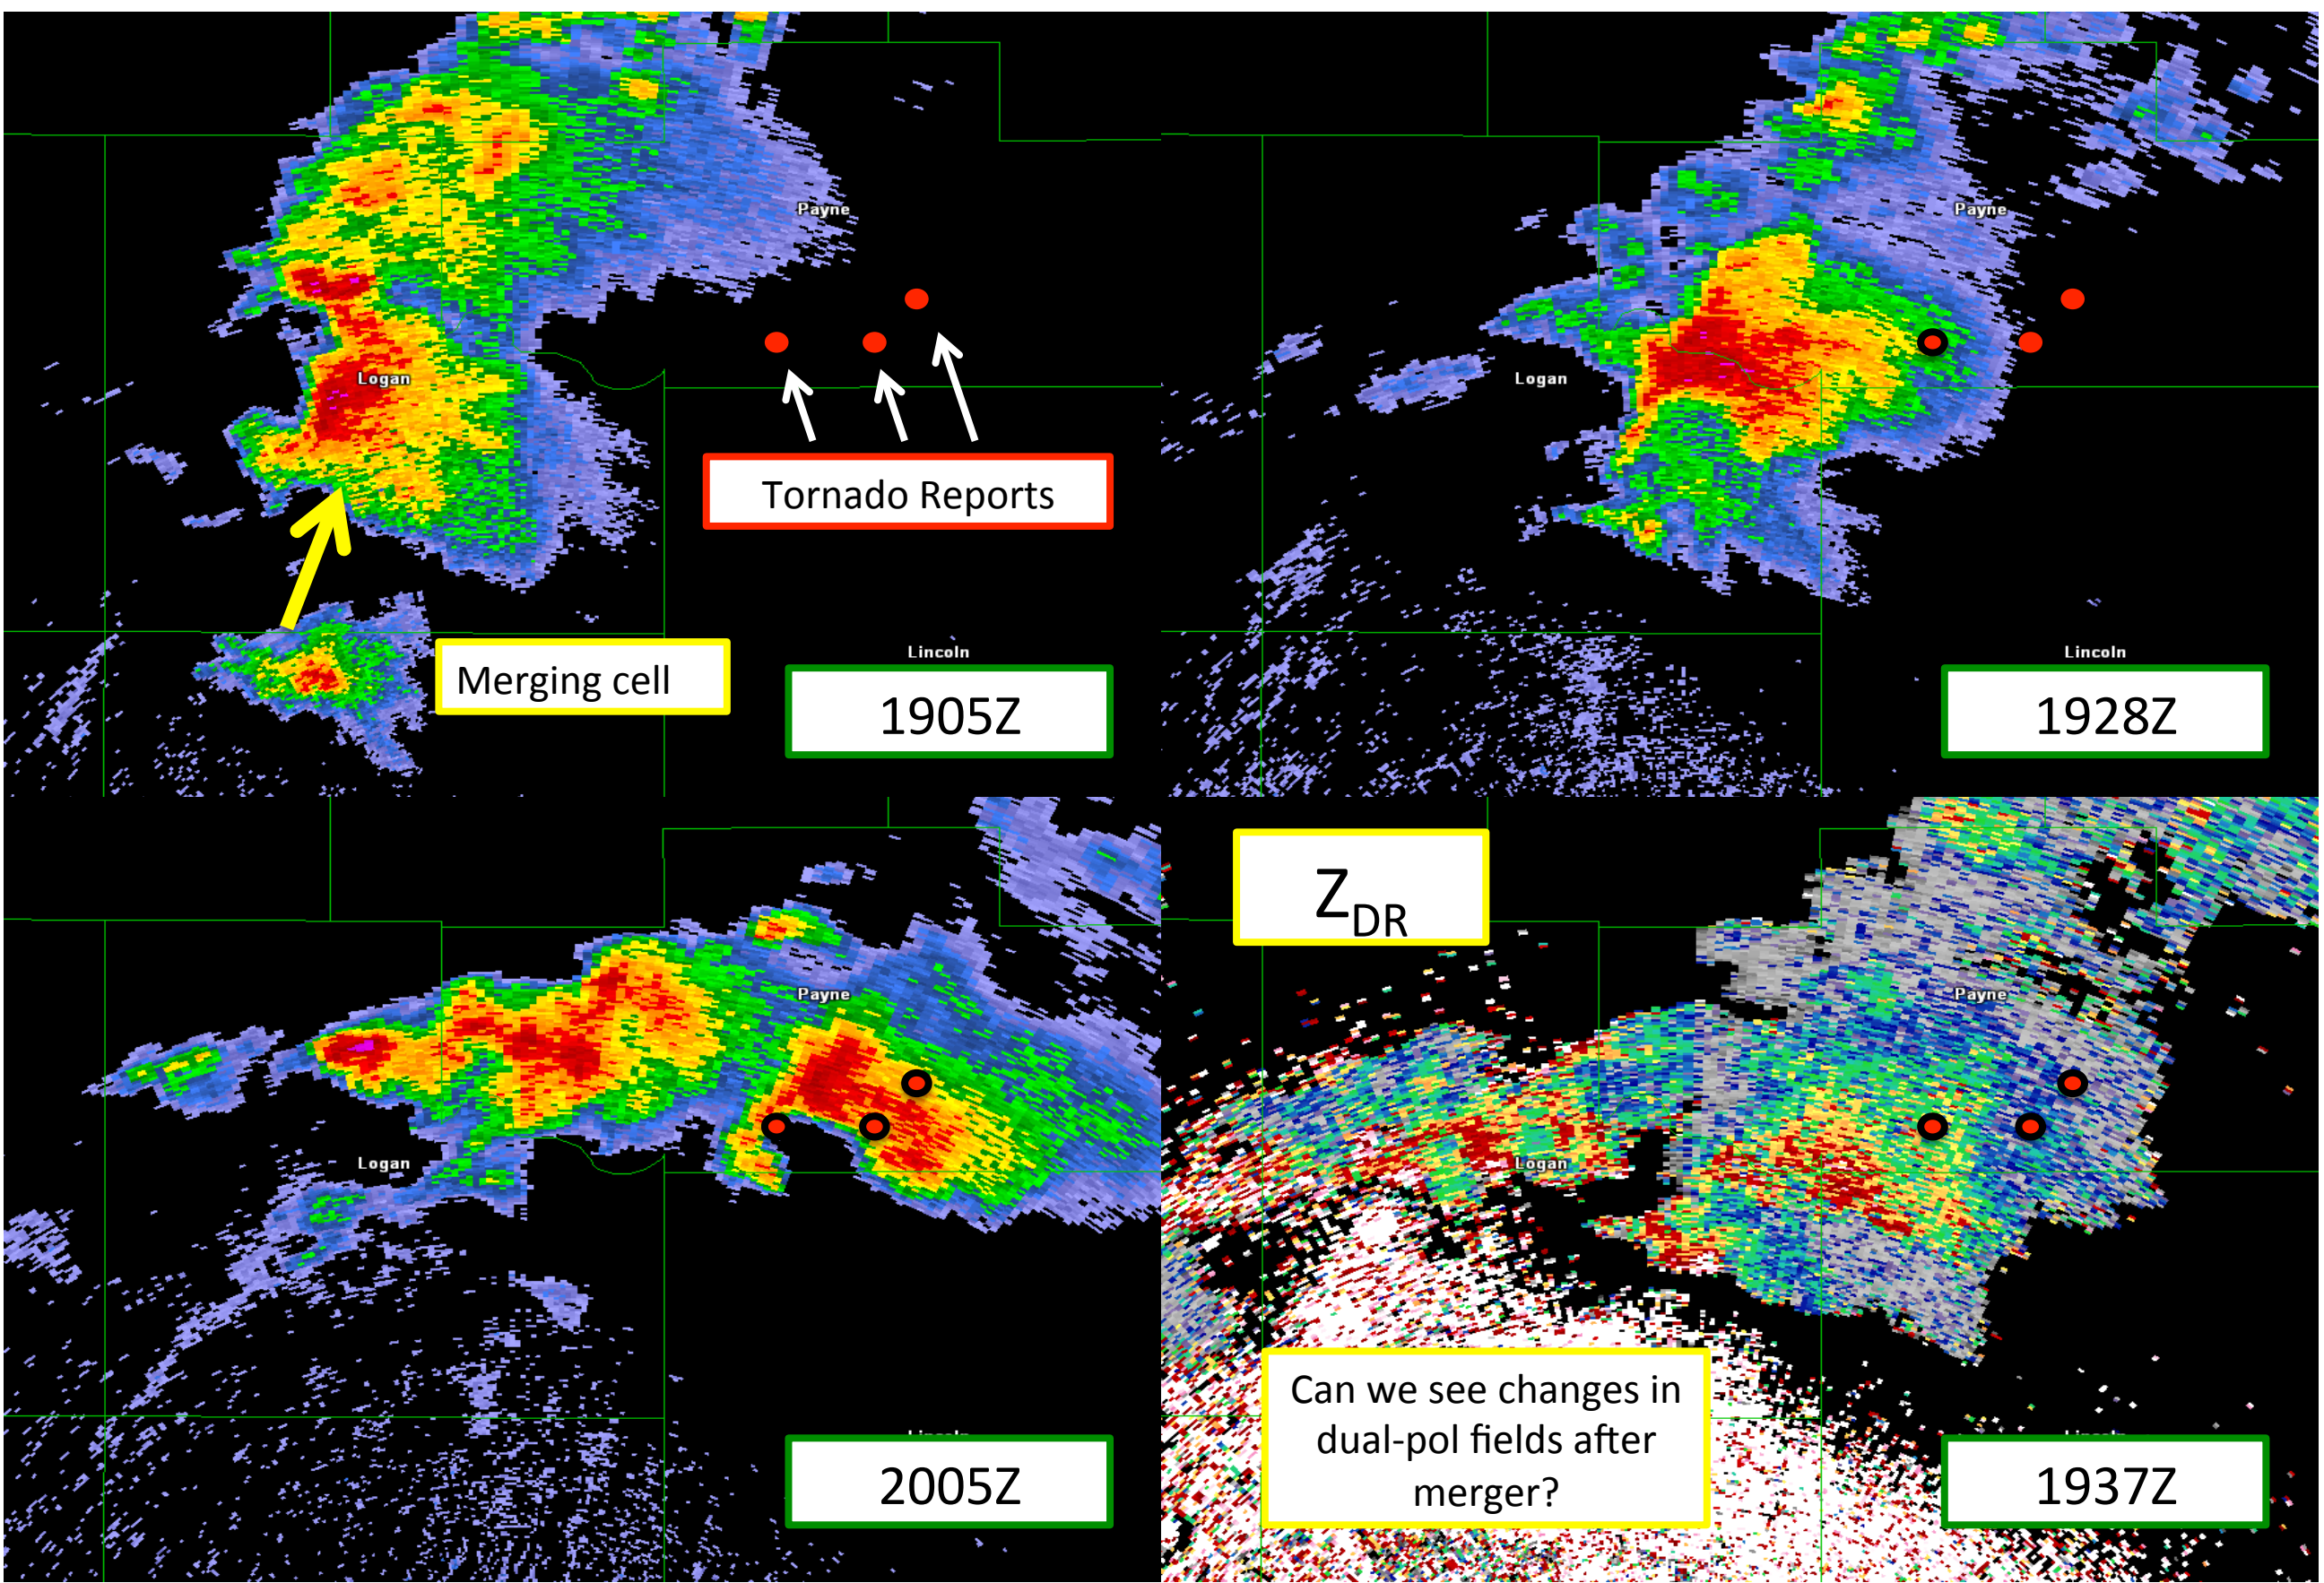 Payne
Logan
Tornado Reports
Merging cell
Lincoln
1905Z
Payne
Logan
Lincoln
1928Z
Payne
Logan
2005Z
ZDR
Payne
Logan
Can we see changes in
dual-pol fields after
merger?
1937Z